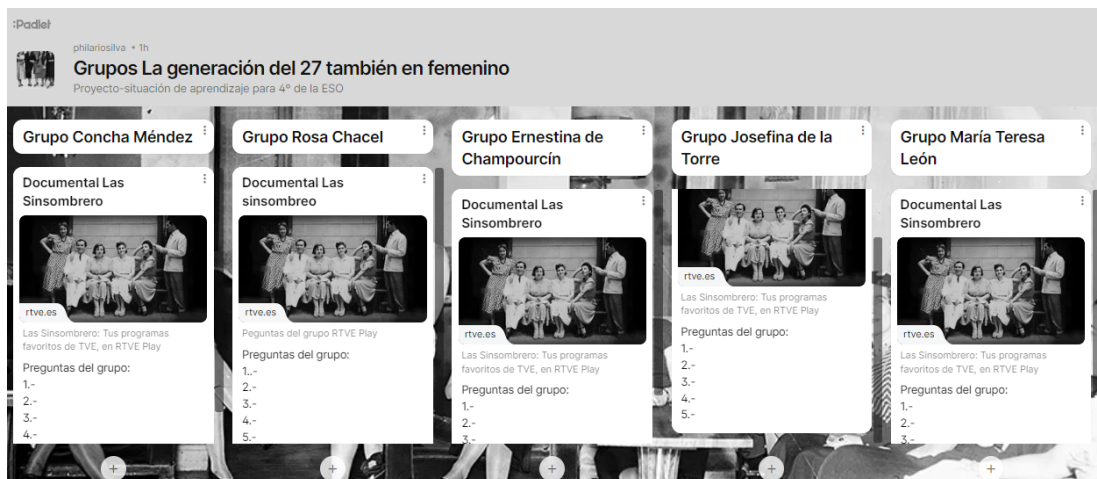 :Padlet
philariosilva • 1h
Grupos La generación del 27 también en femenino
Proyecto-situación de aprendizaje para 4º de la ESO
Grupo Concha Méndez
Documental Las
Sinsombrero
rtve.es
Las Sinsombrero: Tus programas
favoritos de TVE, en RTVE Play
Preguntas del grupo:
1.-
2.-
3.-
4.-
Grupo Rosa Chacel
Documental Las
sinsombreo
rtve.es
Peguntas del grupo RTVE Play
Preguntas del grupo:
1..-
2.-
3.-
4.-
5.-
Grupo Ernestina de
Champourcín
Documental Las
Sinsombrero
rtve.es
Las Sinsombrero: Tus programas
favoritos de TVE, en RTVE Play
Preguntas del grupo:
1.-
2.-
3.-
Grupo Josefina de la
Torre
rtve.es
Las Sinsombrero: Tus programas
favoritos de TVE, en RTVE Play
Preguntas del grupo:
1.-
2.-
3.-
4.-
5.-
Grupo María Teresa
León
Documental Las
Sinsombrero
rtve.es
Las Sinsombrero: Tus programas
favoritos de TVE, en RTVE Play
Preguntas del grupo:
1.-
2.-
3.-